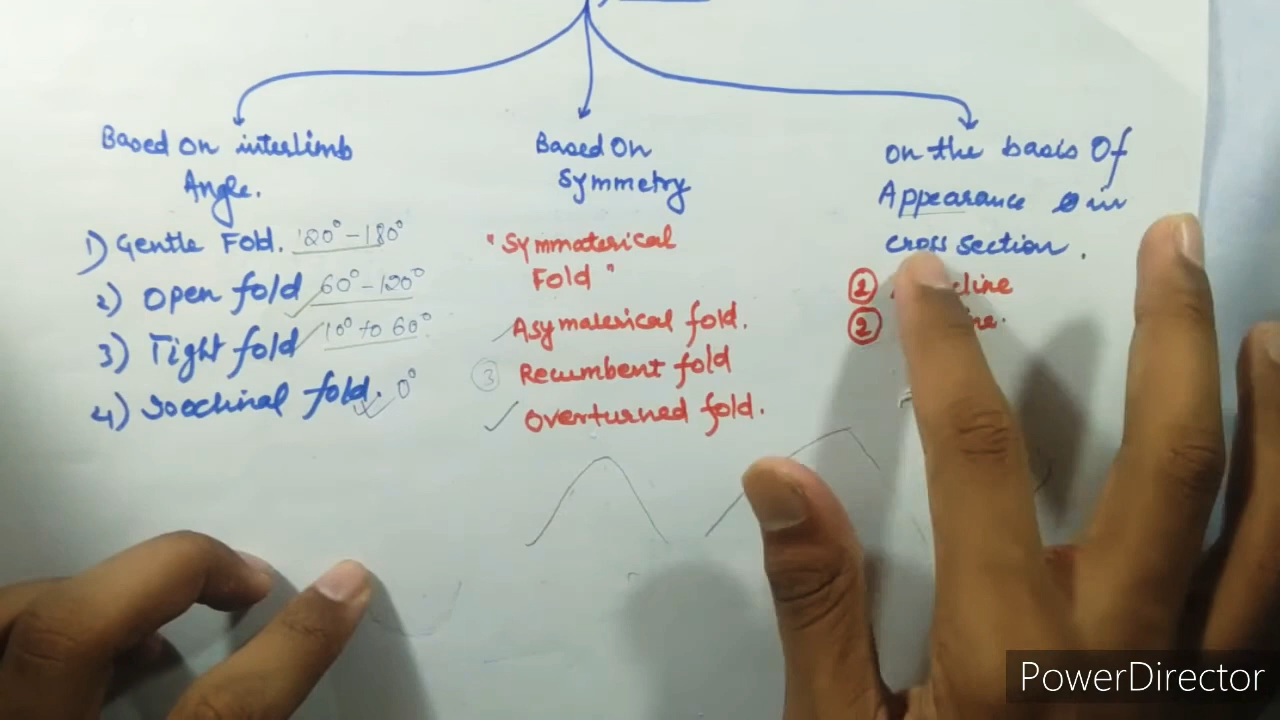 Based on interlimb
Angle.
1) Gentle Fold. 120°-180°
2) open fold 60°-120°
3) Tight fold 10° to 60°
4) Isoclinal fold. 0°
Based On
Symmetry
"Symmaterical
Fold"
Asymaterical fold.
3 Recumbent fold
overturned fold.
on the basis Of
Appearance in
cross section.
2
2
PowerDirector